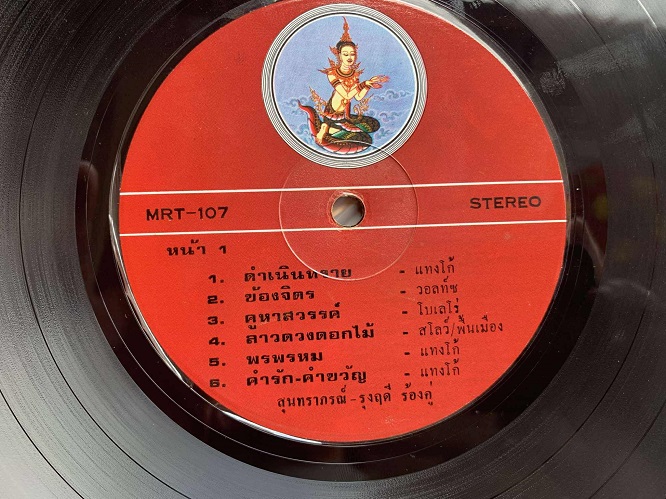 MRT-107 STEREO
หน้า 1
1. ดำเนินทราย - แทงโก้
2. ข้องจิตร - วอลท์ซ
3. คูหาสวรรค์ - โบเลโร่
4. ลาวดวงดอกไม้ - สโลว์/พื้นเมือง
5. พรพรหม - แทงโก้
6. คำรัก-คำขวัญ - แทงโก้
สุนทราภรณ์-รุงฤดี ร้องคู่